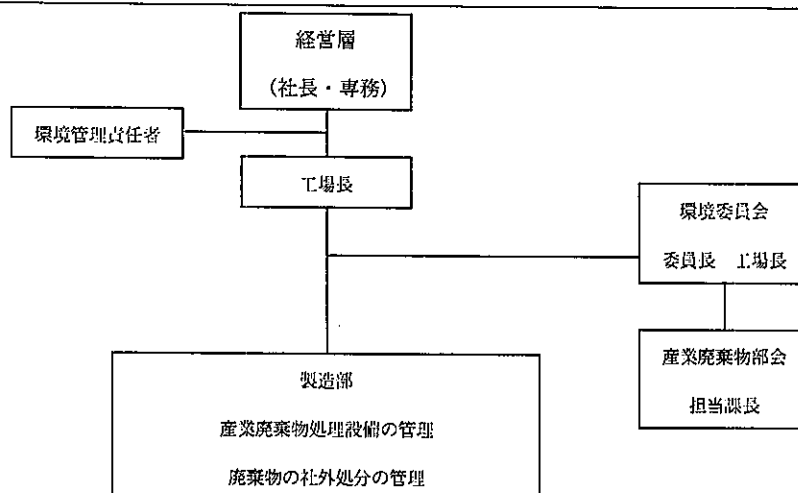 経営層
(社長・専務)
環境管理責任者
工場長
環境委員会
委員長 工場長
産業廃棄物部会
担当課長
製造部
産業廃棄物処理設備の管理
廃棄物の社外処分の管理